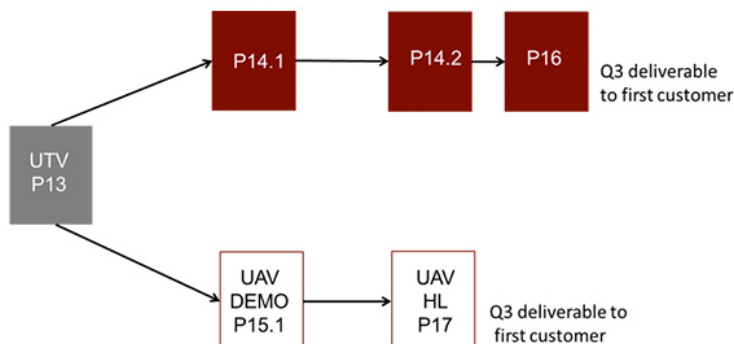 P14.1
P14.2
P16
Q3 deliverable
to first customer
UTV
P13
UAV
DEMO
P15.1
UAV
HL
P17
Q3 deliverable to
first customer